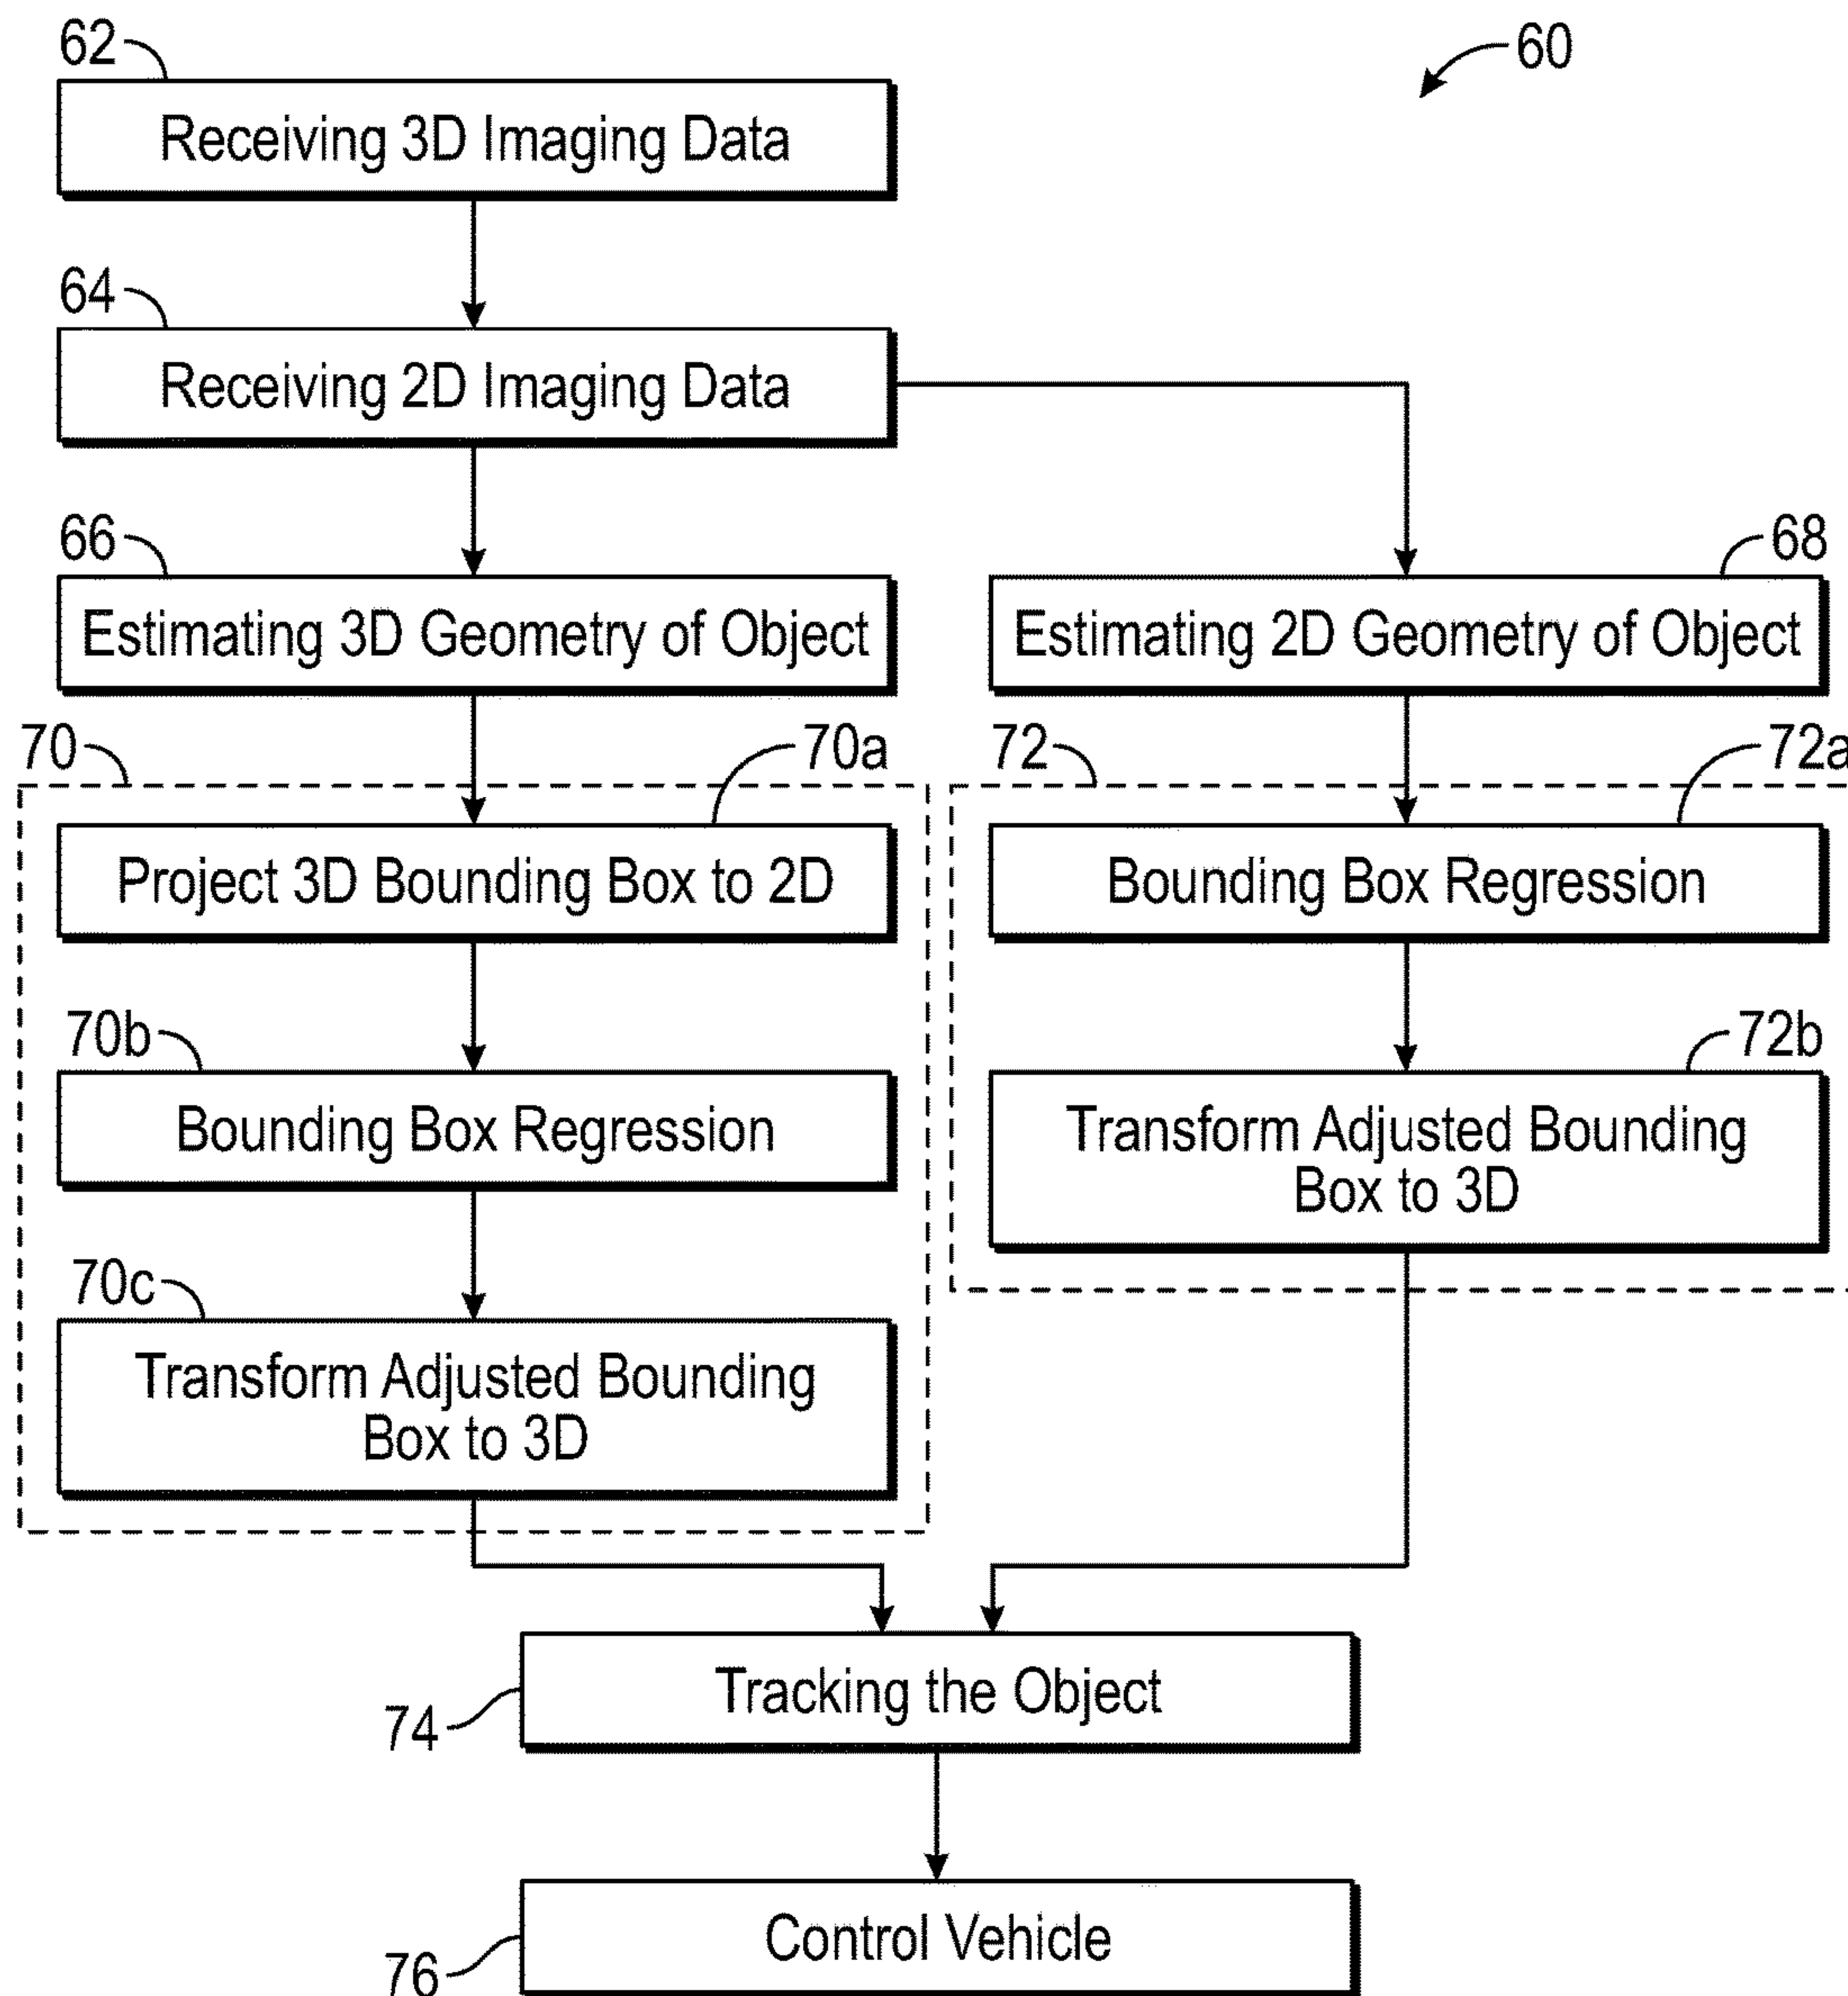 62
60
Receiving 3D Imaging Data
64
Receiving 2D Imaging Data
66
68
Estimating 3D Geometry of Object
Estimating 2D Geometry of Object
70
70a
72
72a
Project 3D Bounding Box to 2D
Bounding Box Regression
70b
72b
Bounding Box Regression
Transform Adjusted Bounding
Box to 3D
70c
Transform Adjusted Bounding
Box to 3D
Tracking the Object
74
Control Vehicle
76